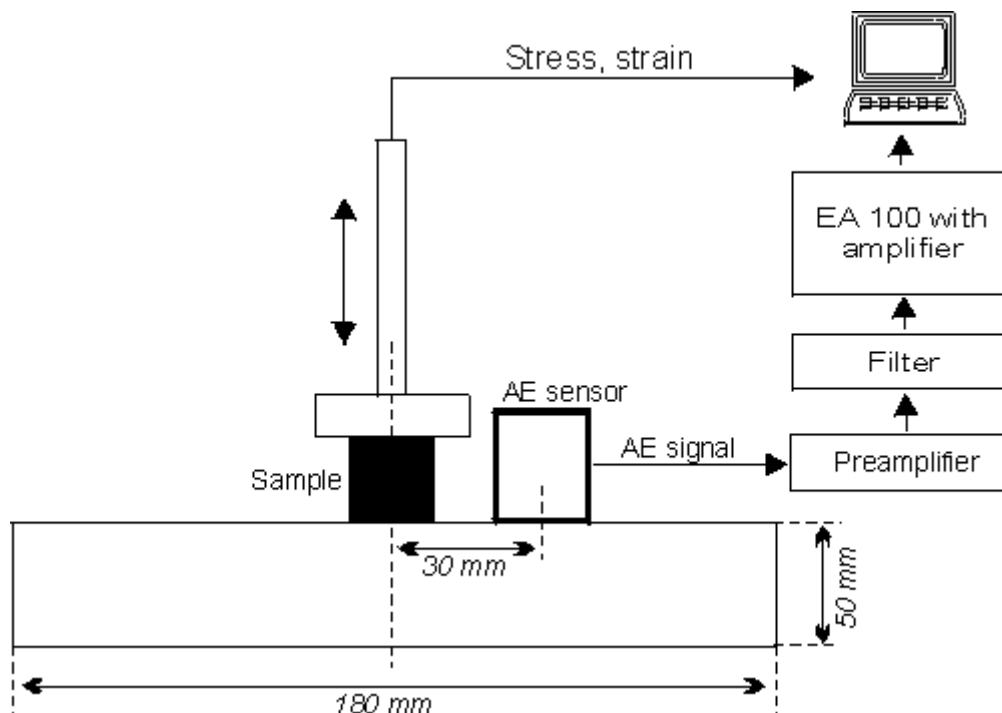 Stress, strain
EA 100 with
amplifier
Filter
AE sensor
AE signal
Preamplifier
Sample
30 mm
50 mm
180 mm